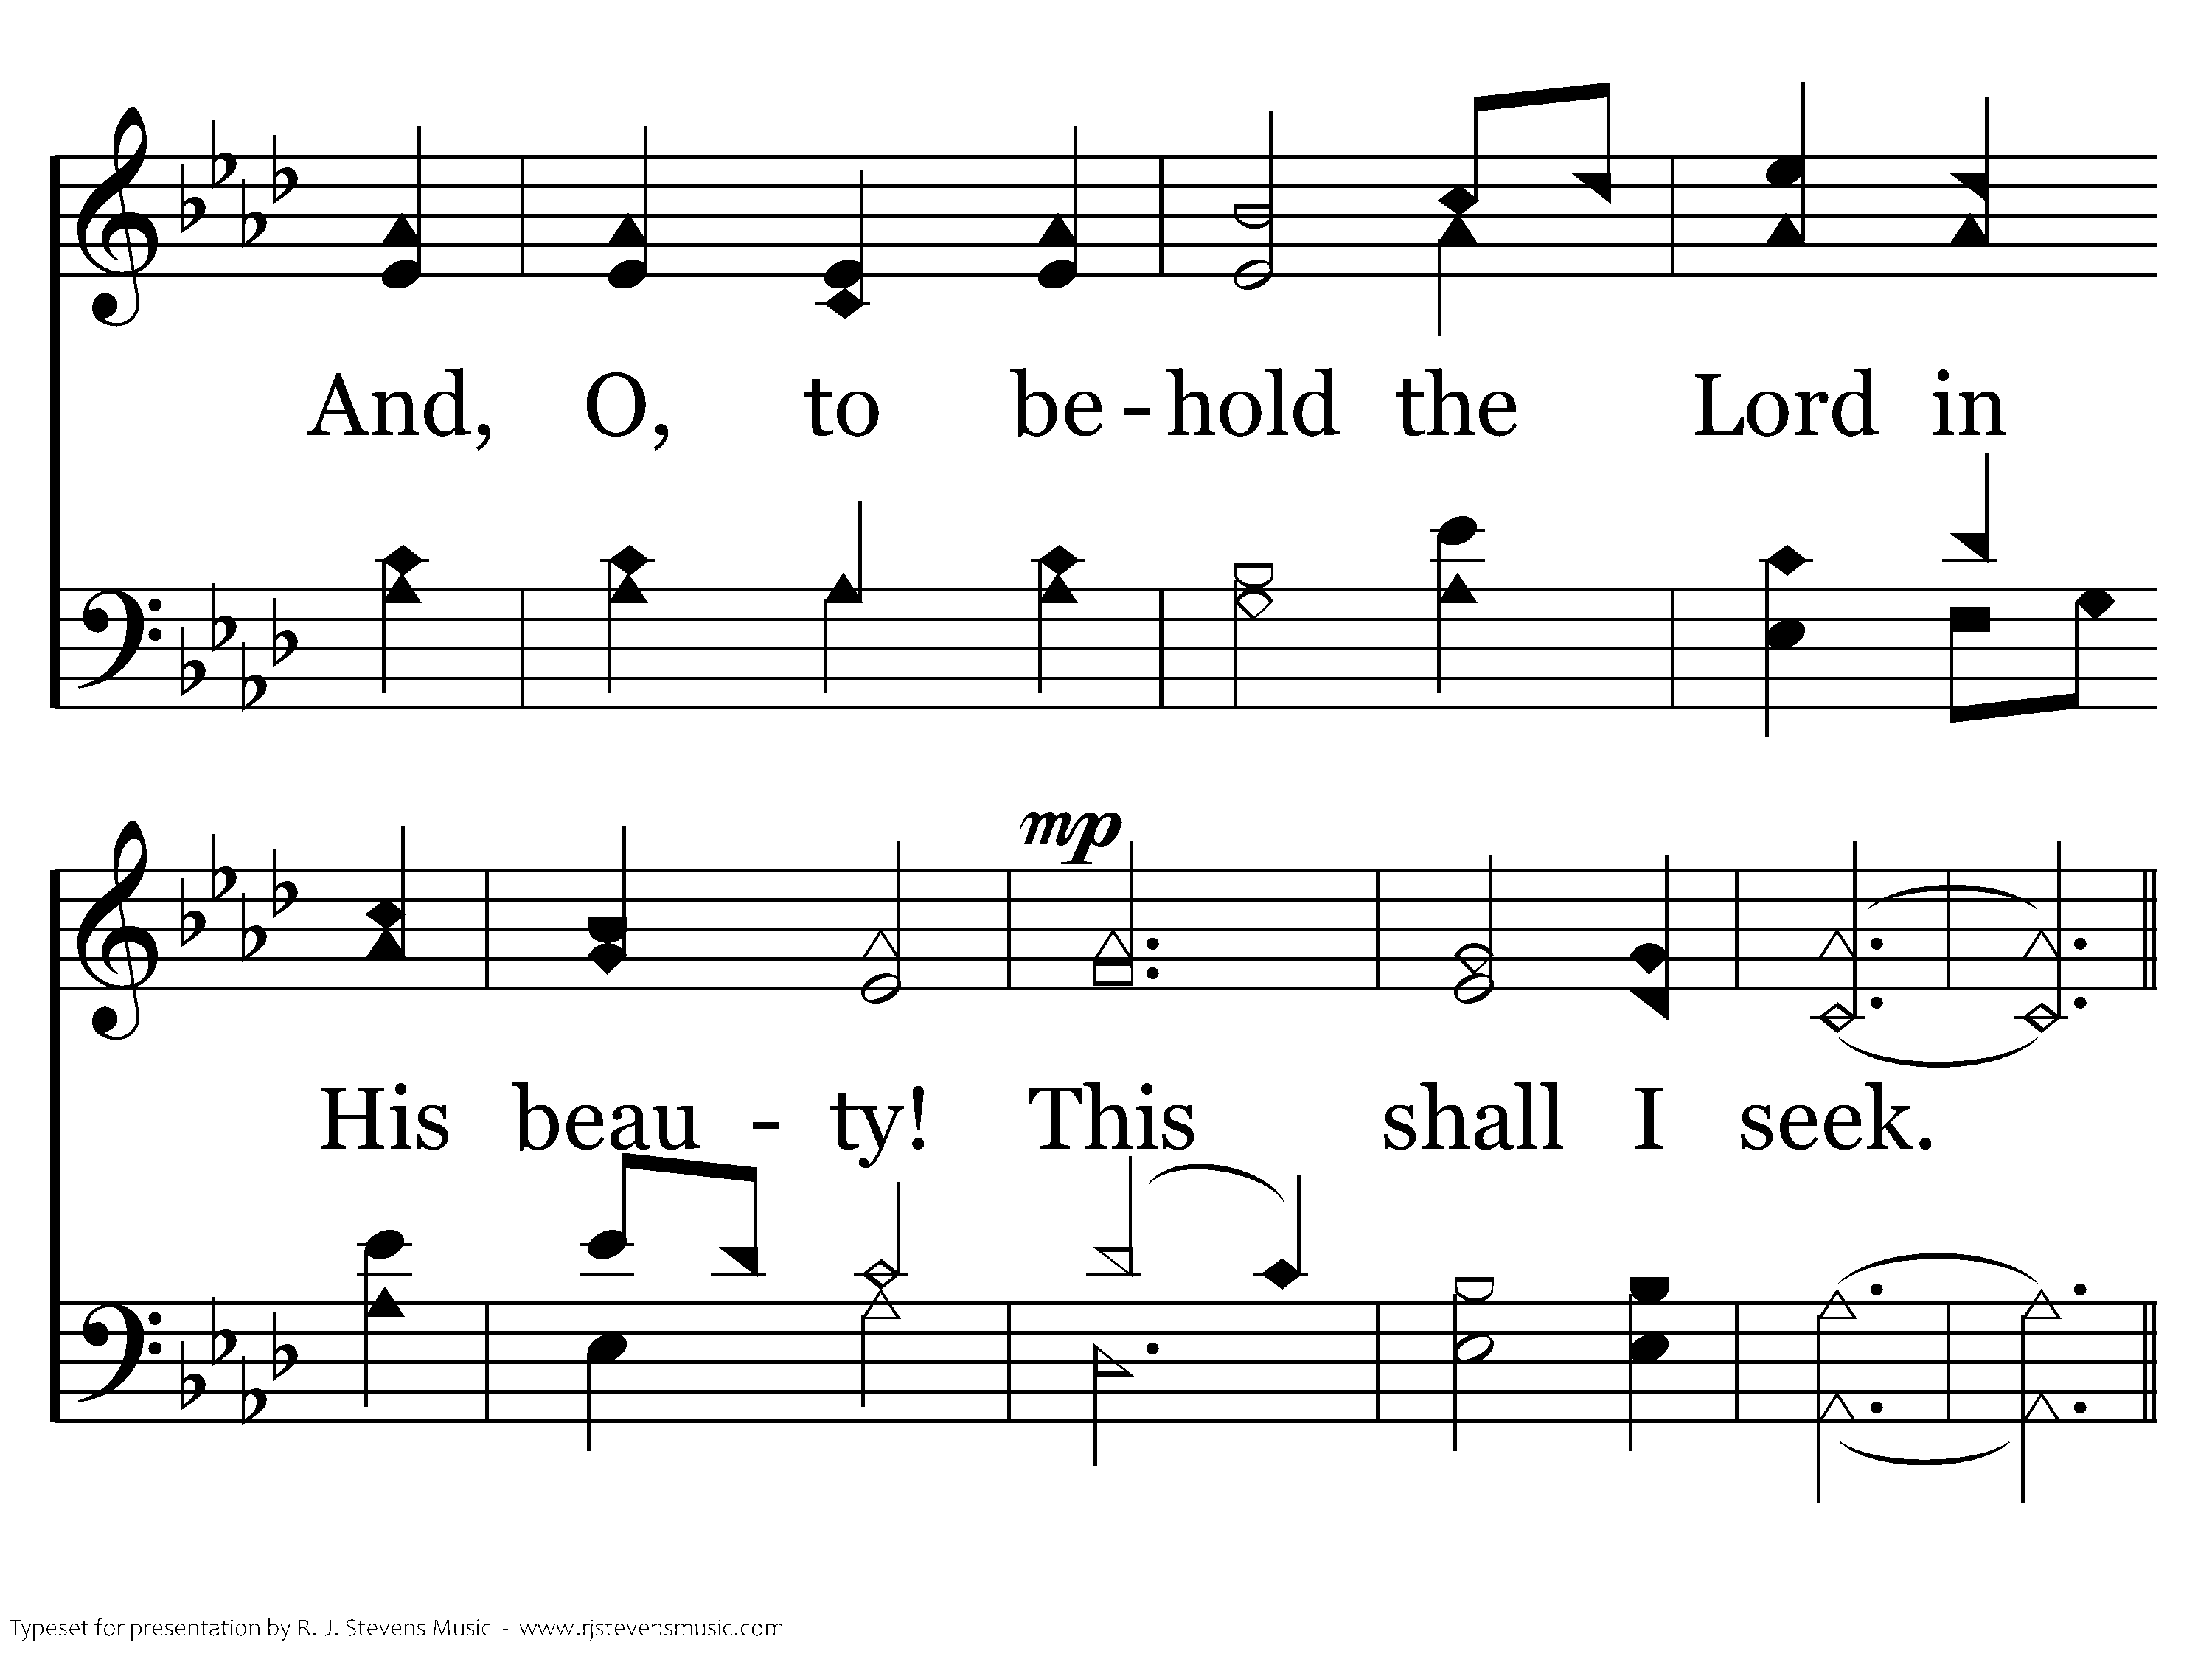 And, O, to be - hold the Lord in
mp
His beau - ty! This shall I seek.
Typeset for presentation by R. J. Stevens Music - www.rjstevensmusic.com